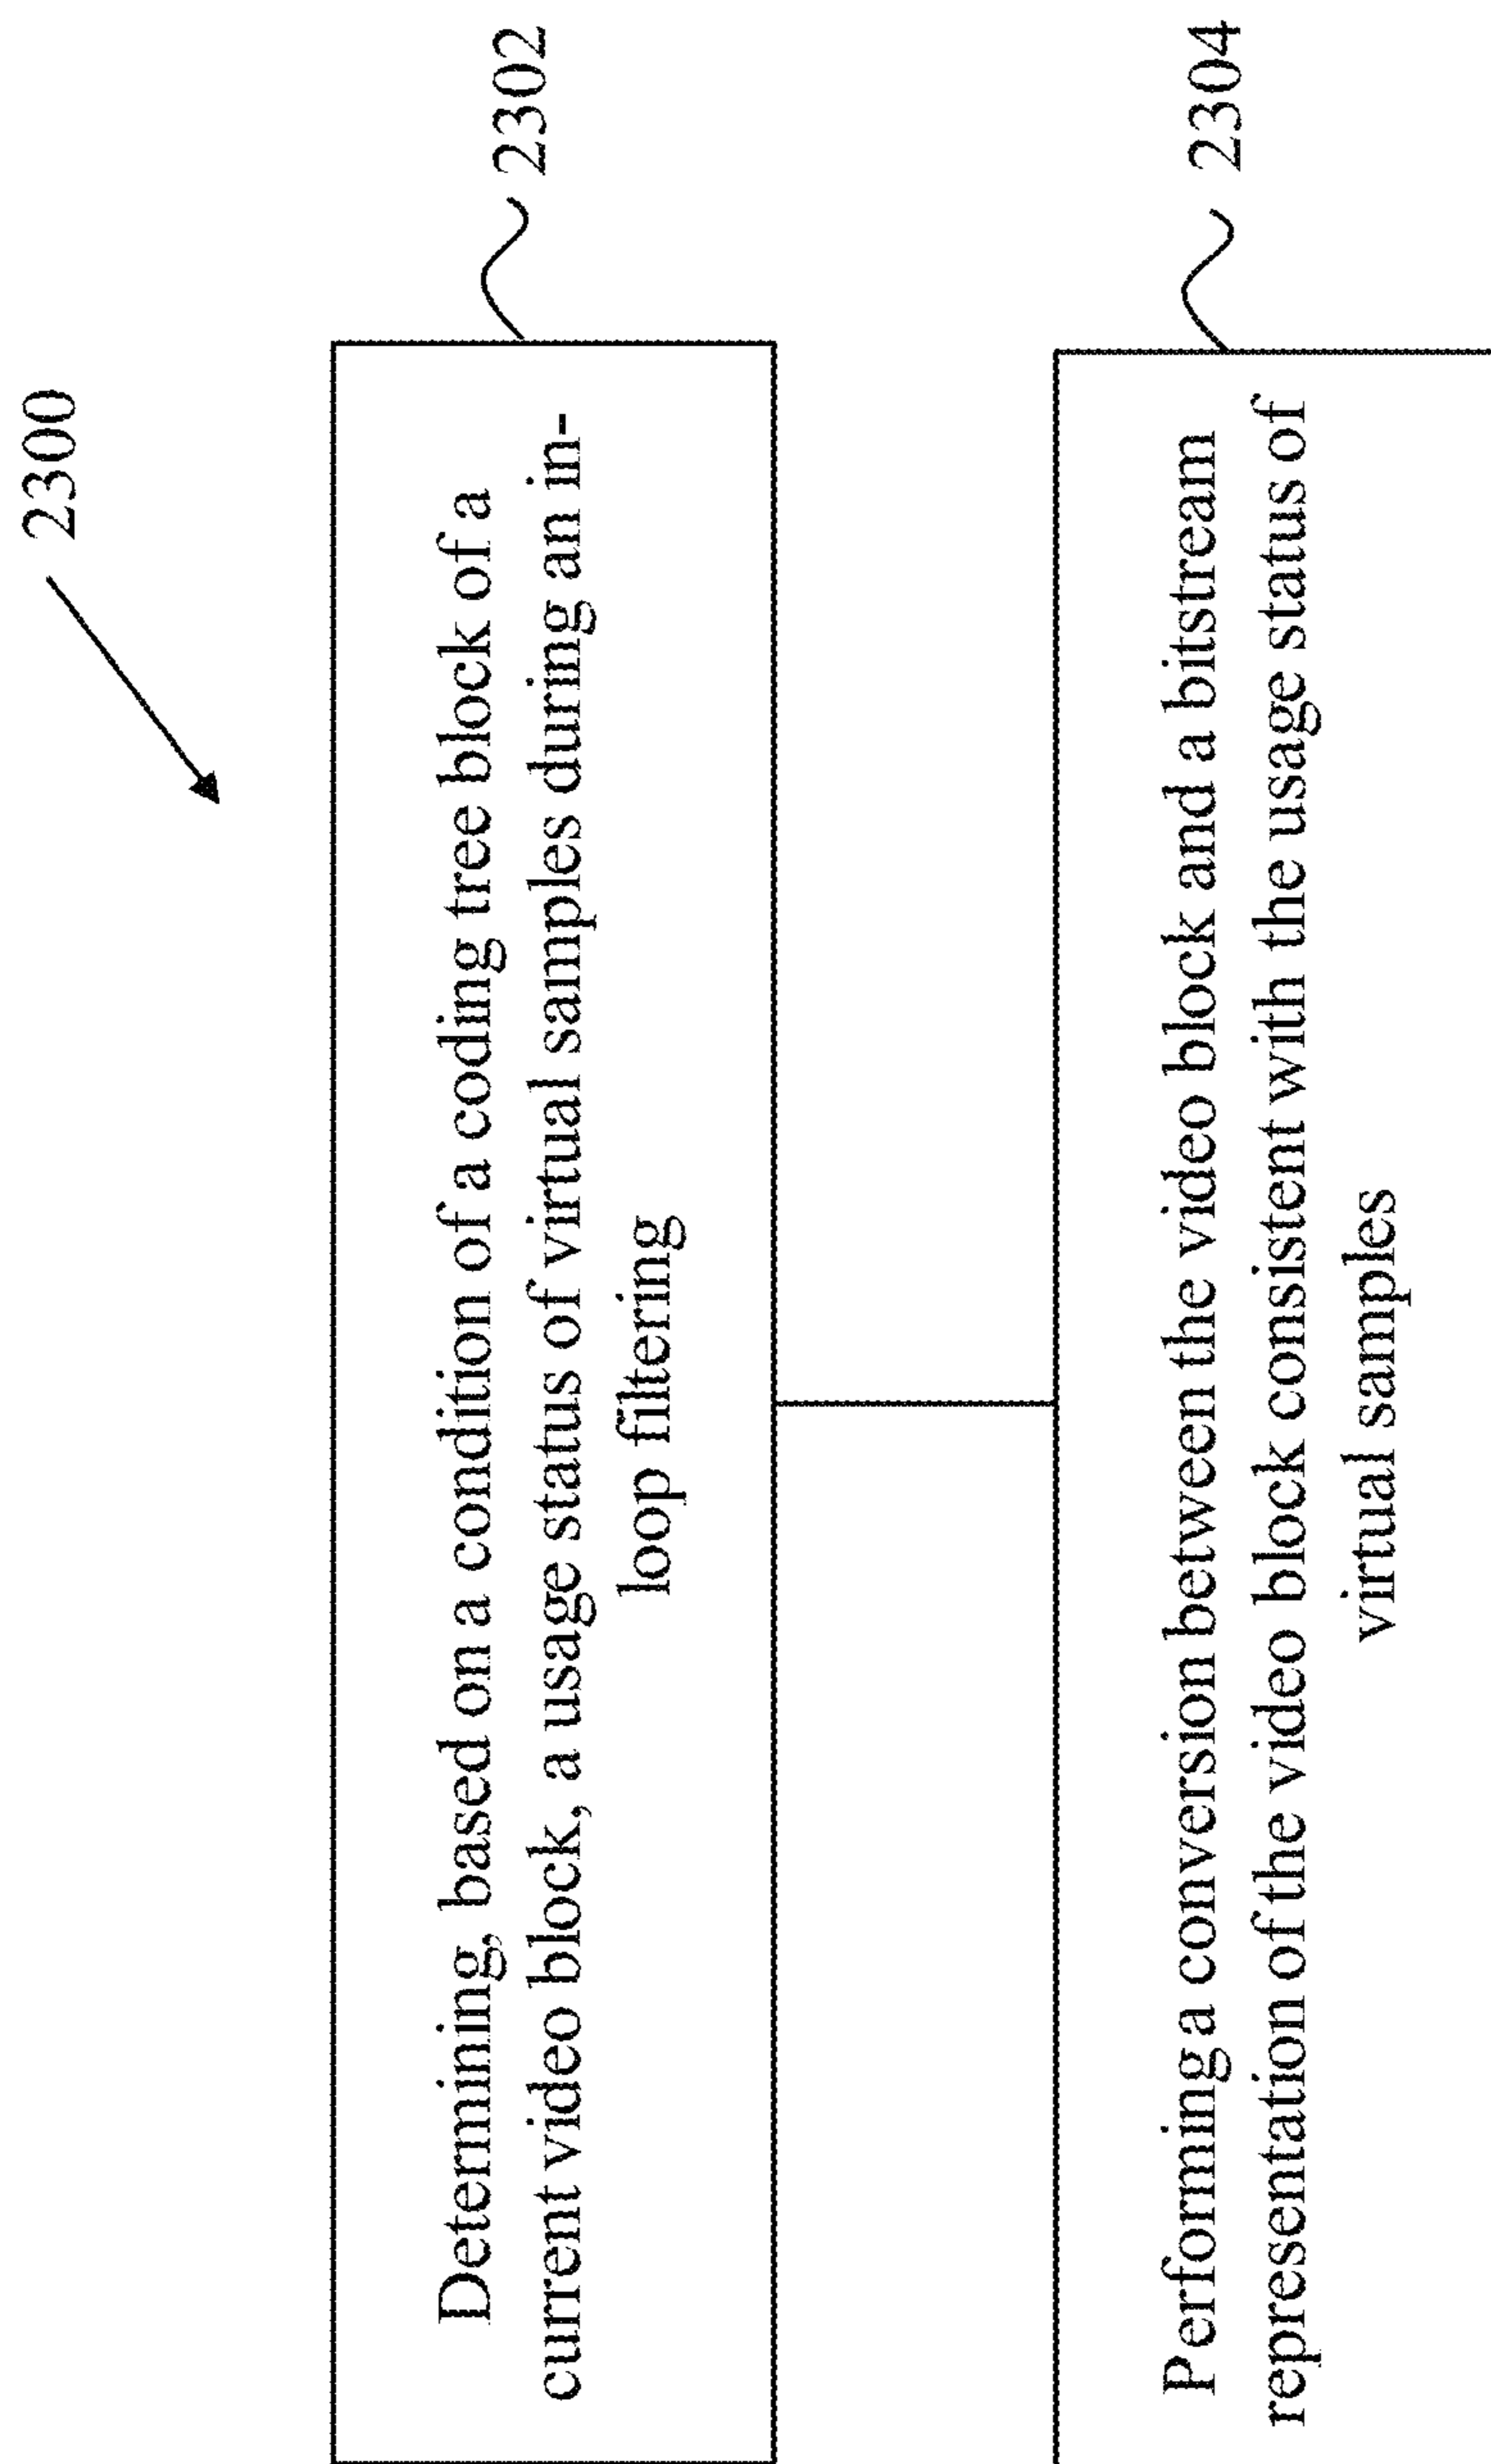 2300
Determining, based on a condition of a coding tree block of a
current video block, a usage status of virtual samples during an in-
loop filtering
2302
Performing a conversion between the video block and a bitstream
representation of the video block consistent with the usage status of
virtual samples
2304